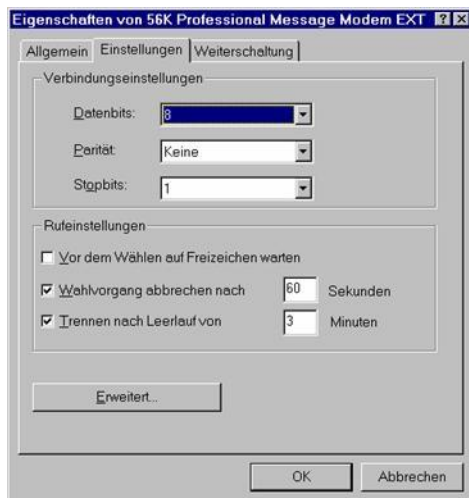 Eigenschaften von 56K Professional Message Modem EXT
Allgemein Einstellungen Weiterschaltung
Verbindungseinstellungen
Datenbits: 8
Parität: Keine
Stopbits: 1
Rufeinstellungen
Vor dem Wählen auf Freizeichen warten
Wahlvorgang abbrechen nach 60 Sekunden
Trennen nach Leerlauf von 3 Minuten
Erweitert...
OK Abbrechen